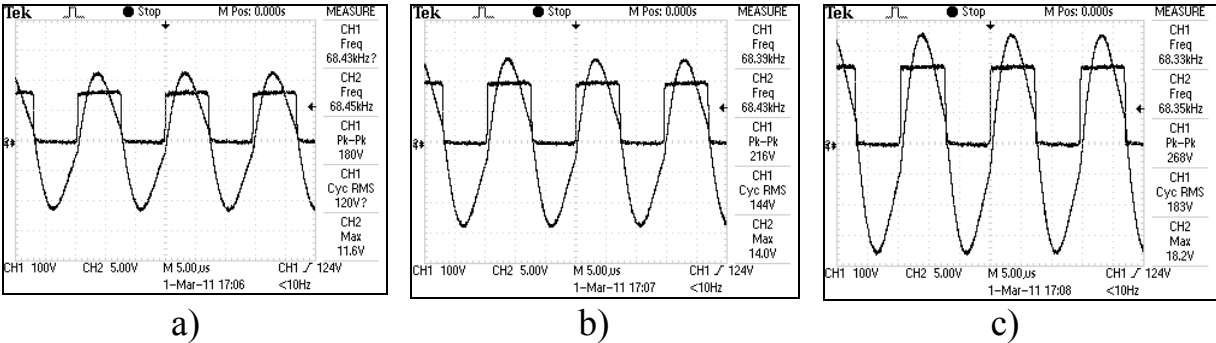 Tek Stop M Pos: 0.000s MEASURE
CH1
Freq
68.43kHz?
CH2
Freq
68.45kHz
CH1
Pk-Pk
180V
CH1
Cyc RMS
120V?
CH2
Max
11.6V
CH1 100V CH2 5.00V M 5.00µs CH1 124V
1-Mar-11 17:06 <10Hz
a)
Tek Stop M Pos: 0.000s MEASURE
CH1
Freq
68.39kHz
CH2
Freq
68.43kHz
CH1
Pk-Pk
216V
CH1
Cyc RMS
144V
CH2
Max
14.0V
CH1 100V CH2 5.00V M 5.00µs CH1 124V
1-Mar-11 17:07 <10Hz
b)
Tek Stop M Pos: 0.000s MEASURE
CH1
Freq
68.33kHz
CH2
Freq
68.35kHz
CH1
Pk-Pk
268V
CH1
Cyc RMS
183V
CH2
Max
18.2V
CH1 100V CH2 5.00V M 5.00µs CH1 124V
1-Mar-11 17:08 <10Hz
c)